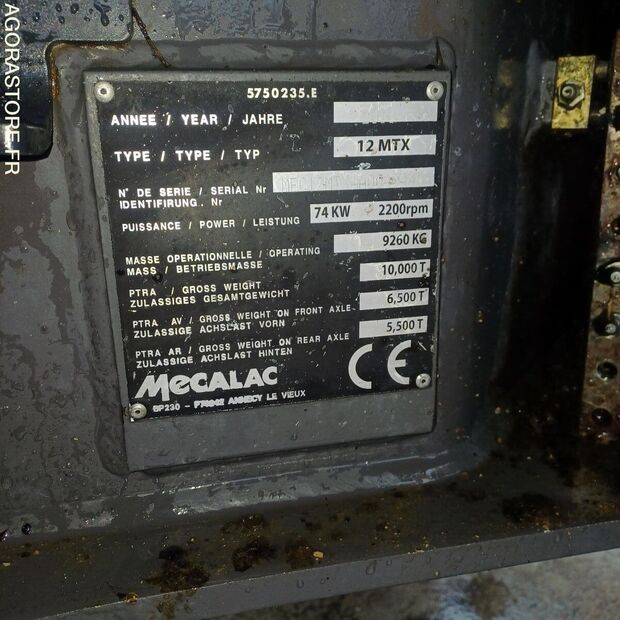 AGORASTORE.FR
5750235.E
ANNEE / YEAR / JAHRE
TYPE / TYPE / TYP 12 MTX
N° DE SERIE / SERIAL Nr
IDENTIFIRUNG . Nr
PUISSANCE / POWER / LEISTUNG 74 KW 2200rpm
MASSE OPERATIONNELLE / OPERATING 9260 KG
MASS / BETRIEBSMASSE
PTRA / GROSS WEIGHT 10,000 T
ZULASSIGES GESAMTGEWICHT
PTRA AV / GROSS WEIGHT ON FRONT AXLE 6,500 T
ZULASSIGE ACHSLAST VORN
PTRA AR / GROSS WEIGHT ON REAR AXLE 5,500 T
ZULASSIGE ACHSLAST HINTEN
MECALAC CE
BP230 - F74942 ANNECY LE VIEUX